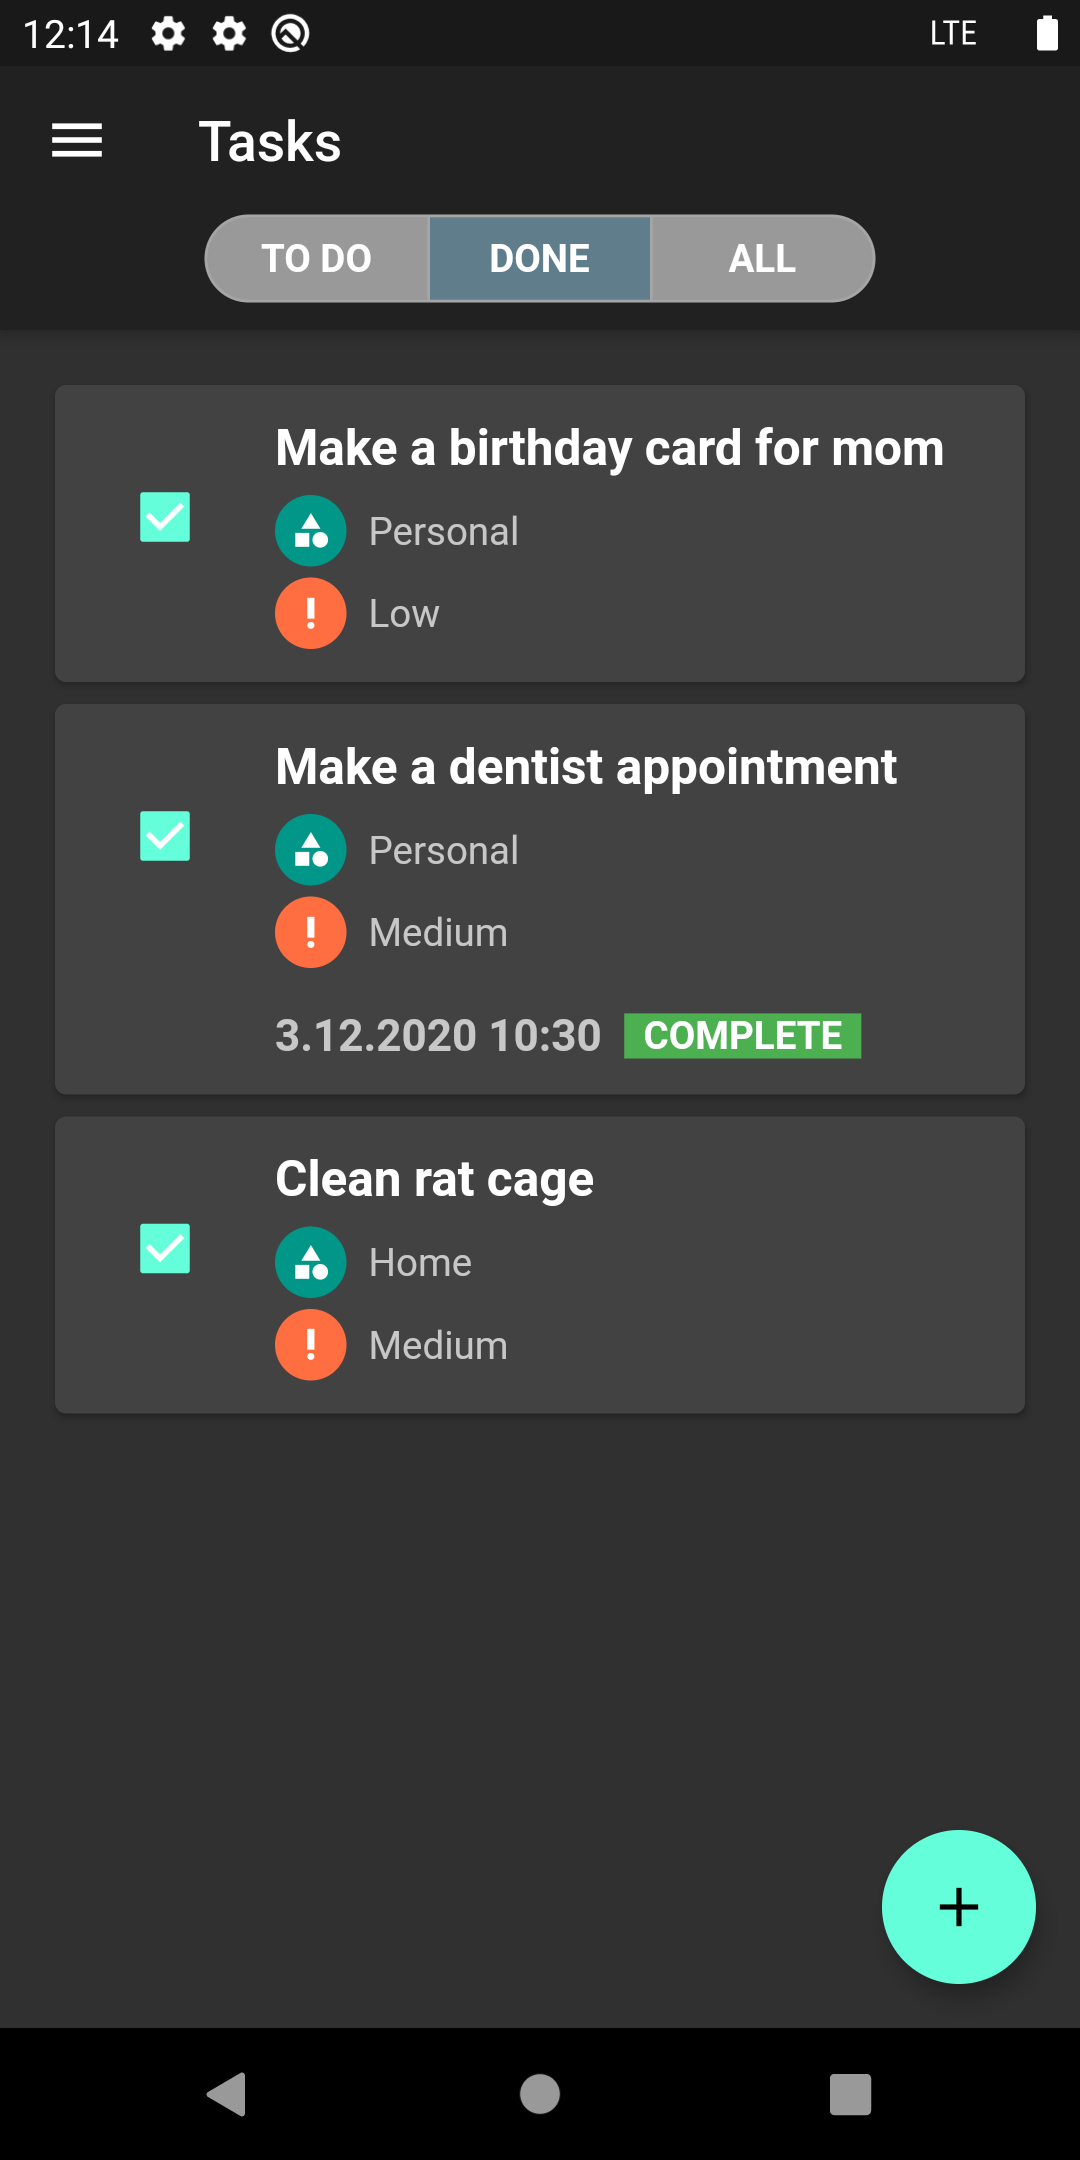 12:14 LTE
Tasks
TO DO DONE ALL
Make a birthday card for mom
Personal
Low
Make a dentist appointment
Personal
Medium
3.12.2020 10:30 COMPLETE
Clean rat cage
Home
Medium